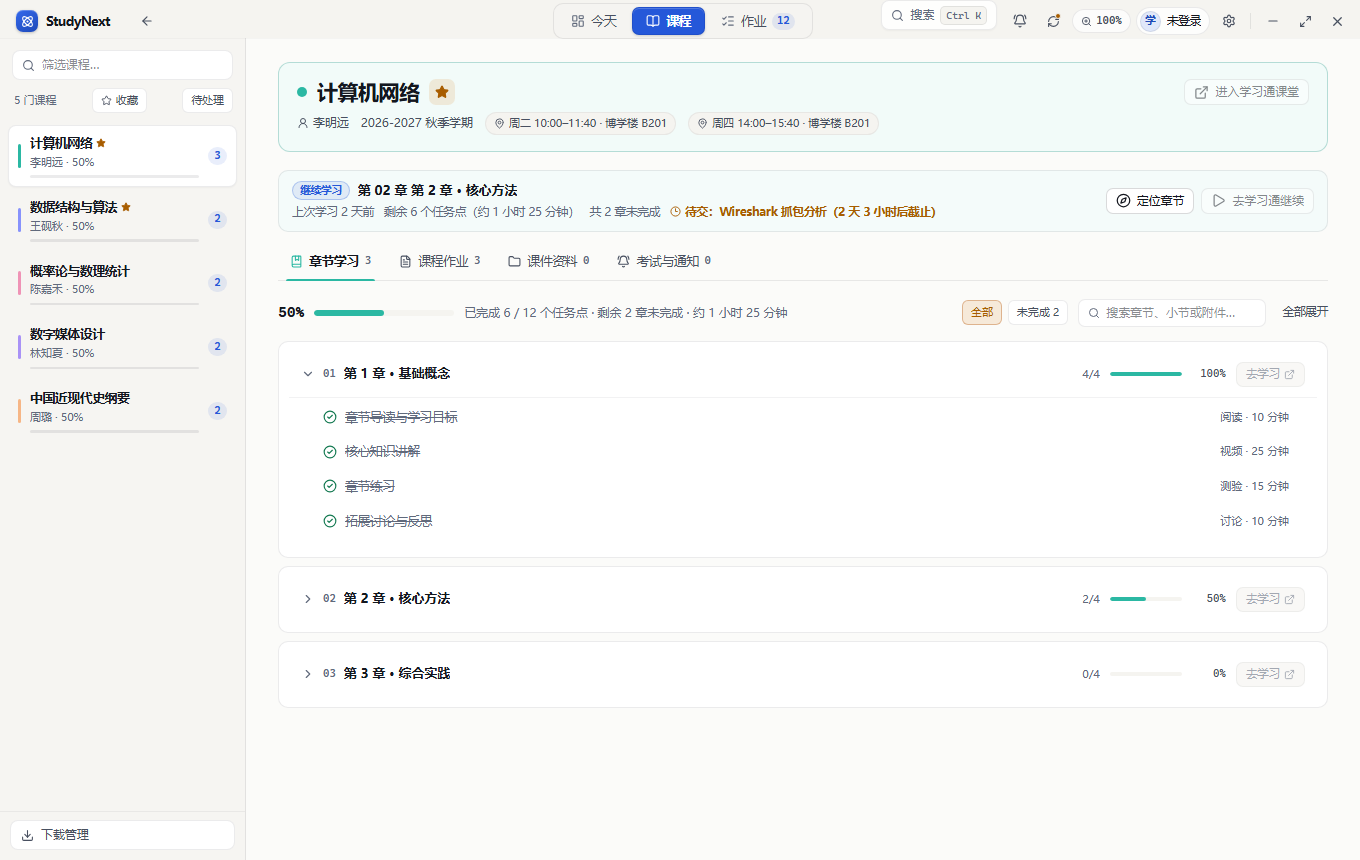 StudyNext
今天 课程 作业 12
搜索 Ctrl K
100%
学 未登录
筛选课程...
5 门课程 收藏 待处理
计算机网络
李明远 · 50%
3
数据结构与算法
王砚秋 · 50%
2
概率论与数理统计
陈嘉禾 · 50%
2
数字媒体设计
林知夏 · 50%
2
中国近现代史纲要
周璐 · 50%
2
下载管理
计算机网络
进入学习通课堂
李明远 2026-2027 秋季学期 周二 10:00–11:40 · 博学楼 B201 周四 14:00–15:40 · 博学楼 B201
继续学习 第 02 章 第 2 章 • 核心方法
上次学习 2 天前 剩余 6 个任务点（约 1 小时 25 分钟） 共 2 章未完成 待交：Wireshark 抓包分析（2 天 3 小时后截止）
定位章节 去学习通继续
章节学习 3 课程作业 3 课件资料 0 考试与通知 0
50% 已完成 6 / 12 个任务点 · 剩余 2 章未完成 · 约 1 小时 25 分钟
全部 未完成 2 搜索章节、小节或附件... 全部展开
01 第 1 章 • 基础概念 4/4 100% 去学习
章节导读与学习目标 阅读 · 10 分钟
核心知识讲解 视频 · 25 分钟
章节练习 测验 · 15 分钟
拓展讨论与反思 讨论 · 10 分钟
02 第 2 章 • 核心方法 2/4 50% 去学习
03 第 3 章 • 综合实践 0/4 0% 去学习